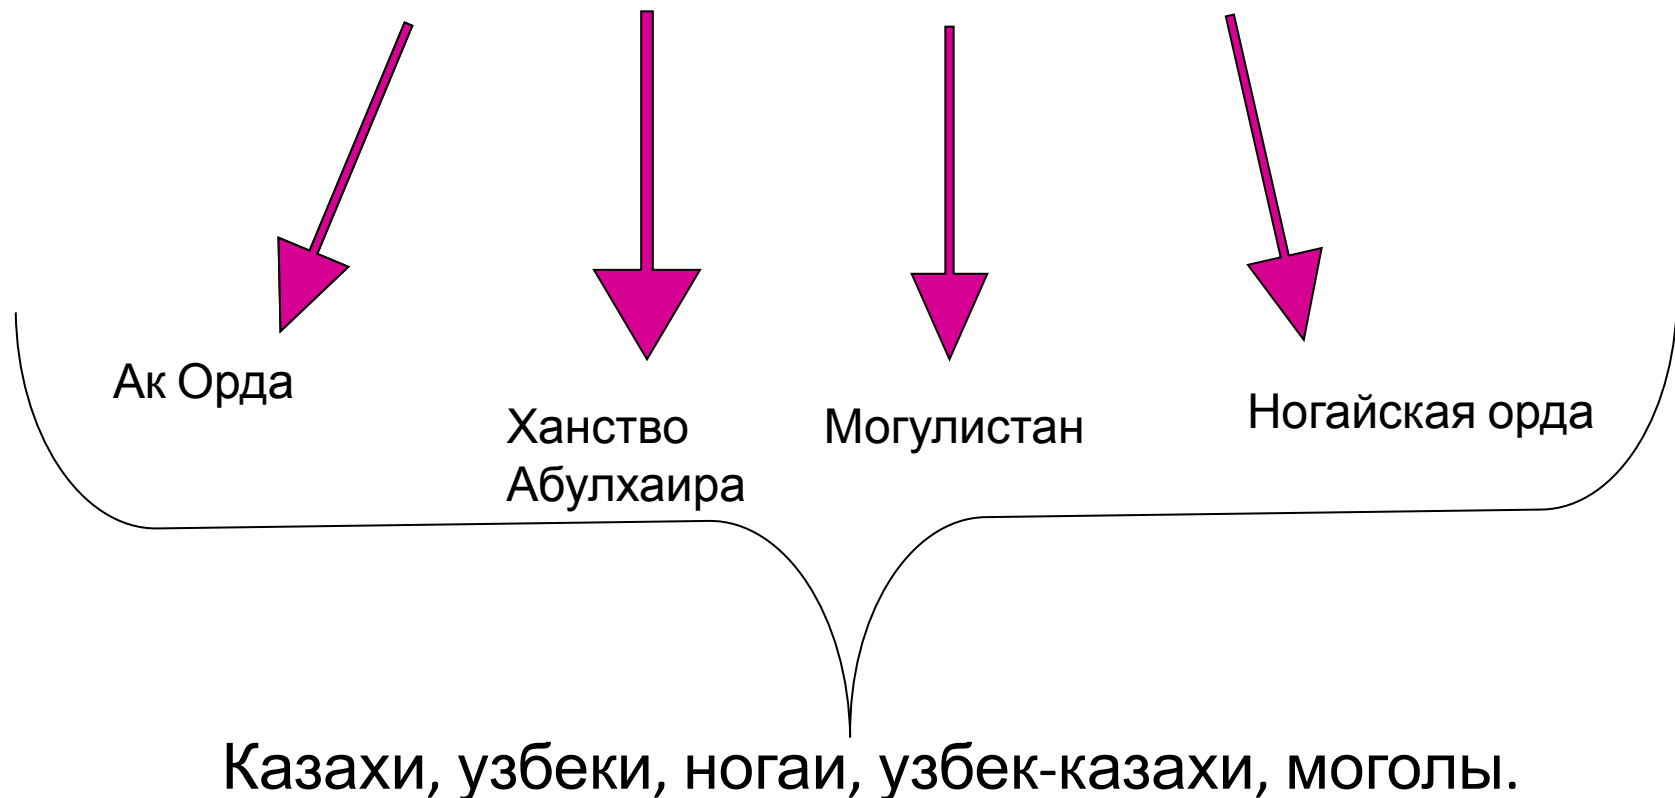 Ак Орда
Ханство
Абулхаира
Могулистан
Ногайская орда
Казахи, узбеки, ногаи, узбек-казахи, моголы.